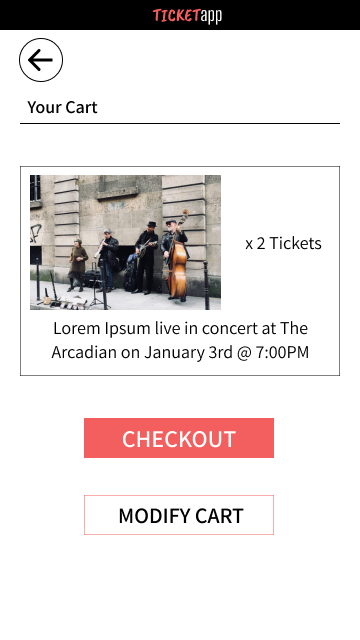 TICKETapp
Your Cart
x 2 Tickets
Lorem Ipsum live in concert at The
Arcadian on January 3rd @ 7:00PM
CHECKOUT
MODIFY CART